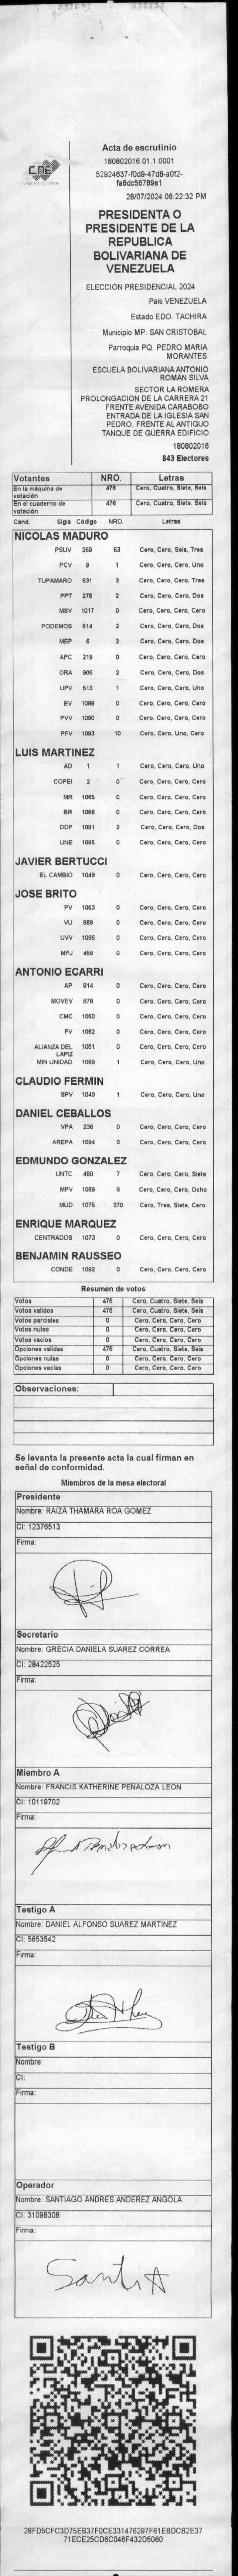 Acta de escrutinio
180802016.01.1.0001
52924637-f0d9-47d8-a0f2-
fa8dc56789e1
28/07/2024 06:22:32 PM
CNE
PRESIDENTA O
PRESIDENTE DE LA
REPUBLICA
BOLIVARIANA DE
VENEZUELA
ELECCIÓN PRESIDENCIAL 2024
Pais VENEZUELA
Estado EDO. TACHIRA
Municipio MP. SAN CRISTOBAL
Parroquia PQ. PEDRO MARIA
MORANTES
ESCUELA BOLIVARIANA ANTONIO
ROMAN SILVA
SECTOR LA ROMERA
PROLONGACION DE LA CARRERA 21
FRENTE AVENIDA CARABOBO
ENTRADA DE LA IGLESIA SAN
PEDRO. FRENTE AL ANTIGUO
TANQUE DE GUERRA EDIFICIO
180802016
843 Electores
Votantes NRO. Letras
En la máquina de votación 476 Cero, Cuatro, Siete, Seis
En el cuaderno de votación 476 Cero, Cuatro, Siete, Seis
Cand. Sigla Codigo NRO. Letras
NICOLAS MADURO
PSUV 269 63 Cero, Cero, Seis, Tres
PCV 9 1 Cero, Cero, Cero, Uno
TUPAMARO 931 3 Cero, Cero, Cero, Tres
PPT 276 2 Cero, Cero, Cero, Dos
MSV 1017 0 Cero, Cero, Cero, Cero
PODEMOS 614 2 Cero, Cero, Cero, Dos
MEP 6 2 Cero, Cero, Cero, Dos
APC 219 0 Cero, Cero, Cero, Cero
ORA 906 2 Cero, Cero, Cero, Dos
UPV 513 1 Cero, Cero, Cero, Uno
EV 1089 0 Cero, Cero, Cero, Cero
PVV 1090 0 Cero, Cero, Cero, Cero
PFV 1093 10 Cero, Cero, Uno, Cero
LUIS MARTINEZ
AD 1 1 Cero, Cero, Cero, Uno
COPEI 2 0 Cero, Cero, Cero, Cero
MR 1065 0 Cero, Cero, Cero, Cero
BR 1066 0 Cero, Cero, Cero, Cero
DDP 1091 2 Cero, Cero, Cero, Dos
UNE 1096 0 Cero, Cero, Cero, Cero
JAVIER BERTUCCI
EL CAMBIO 1048 0 Cero, Cero, Cero, Cero
JOSE BRITO
PV 1053 0 Cero, Cero, Cero, Cero
VU 868 0 Cero, Cero, Cero, Cero
UVV 1095 0 Cero, Cero, Cero, Cero
MPJ 450 0 Cero, Cero, Cero, Cero
ANTONIO ECARRI
AP 914 0 Cero, Cero, Cero, Cero
MOVEV 878 0 Cero, Cero, Cero, Cero
CMC 1050 0 Cero, Cero, Cero, Cero
FV 1062 0 Cero, Cero, Cero, Cero
ALIANZA DEL LAPIZ 1051 0 Cero, Cero, Cero, Cero
MIN UNIDAD 1068 1 Cero, Cero, Cero, Uno
CLAUDIO FERMIN
SPV 1049 1 Cero, Cero, Cero, Uno
DANIEL CEBALLOS
VPA 236 0 Cero, Cero, Cero, Cero
AREPA 1094 0 Cero, Cero, Cero, Cero
EDMUNDO GONZALEZ
UNTC 460 7 Cero, Cero, Cero, Siete
MPV 1069 8 Cero, Cero, Cero, Ocho
MUD 1075 370 Cero, Tres, Siete, Cero
ENRIQUE MARQUEZ
CENTRADOS 1073 0 Cero, Cero, Cero, Cero
BENJAMIN RAUSSEO
CONDE 1092 0 Cero, Cero, Cero, Cero
Resumen de votos
Votos 476 Cero, Cuatro, Siete, Seis
Votos validos 476 Cero, Cuatro, Siete, Seis
Votos parciales 0 Cero, Cero, Cero, Cero
Votos nulos 0 Cero, Cero, Cero, Cero
Votos vacios 0 Cero, Cero, Cero, Cero
Opciones validas 476 Cero, Cuatro, Siete, Seis
Opciones nulas 0 Cero, Cero, Cero, Cero
Opciones vacias 0 Cero, Cero, Cero, Cero
Observaciones:
Se levanta la presente acta la cual firman en
señal de conformidad.
Miembros de la mesa electoral
Presidente
Nombre: RAIZA THAMARA ROA GOMEZ
CI: 12376513
Firma:
Secretario
Nombre: GRECIA DANIELA SUAREZ CORREA
CI: 28422525
Firma:
Miembro A
Nombre: FRANCIS KATHERINE PEÑALOZA LEON
CI: 10119702
Firma:
Testigo A
Nombre: DANIEL ALFONSO SUAREZ MARTINEZ
CI: 5653542
Firma:
Testigo B
Nombre:
CI:
Firma:
Operador
Nombre: SANTIAGO ANDRES ANDEREZ ANGOLA
CI: 31098308
Firma:
Santi A
28FD5CFC3D75EB37F0CE331476297F61EBDCB2E37
71ECE25CD6C046F432D5060